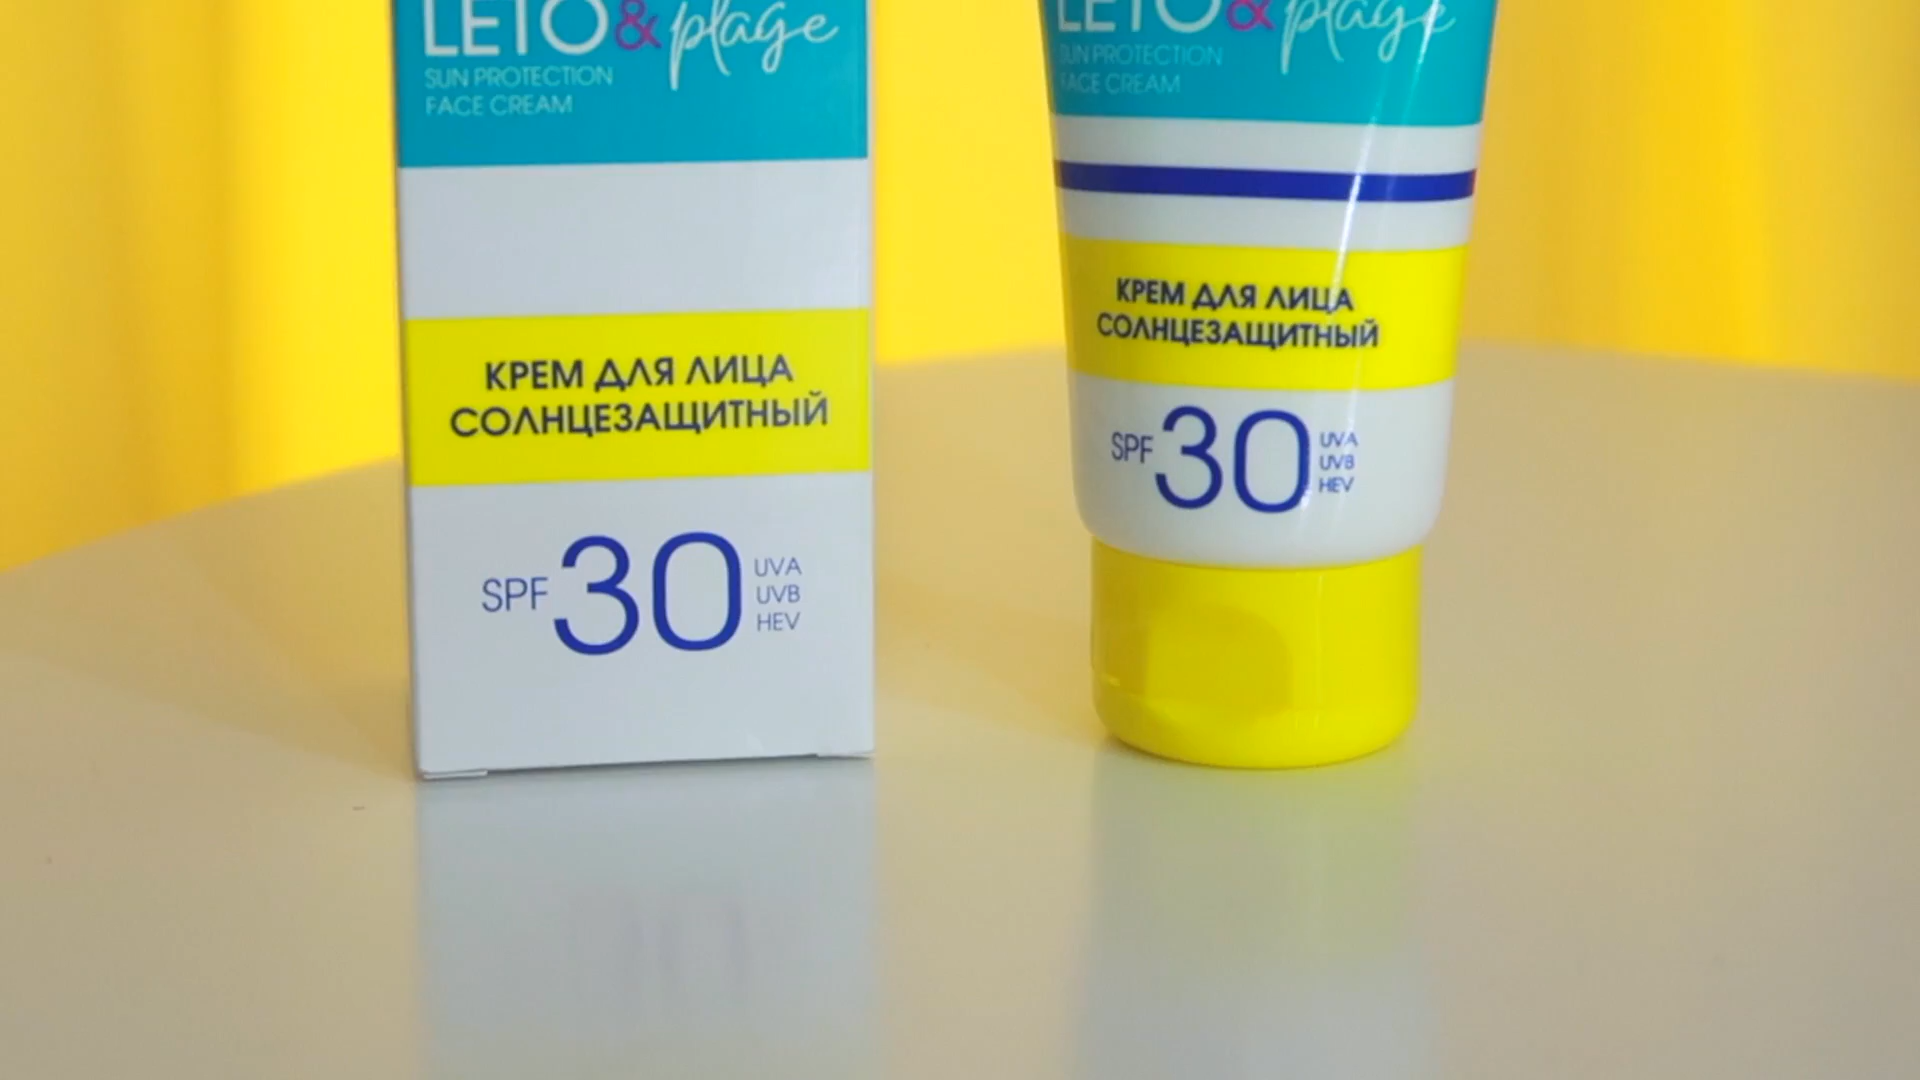 LETO & plage
SUN PROTECTION
FACE CREAM
КРЕМ ДЛЯ ЛИЦА
СОЛНЦЕЗАЩИТНЫЙ
SPF 30
UVA
UVB
HEV
LETO & plage
SUN PROTECTION
FACE CREAM
КРЕМ ДЛЯ ЛИЦА
СОЛНЦЕЗАЩИТНЫЙ
SPF 30
UVA
UVB
HEV